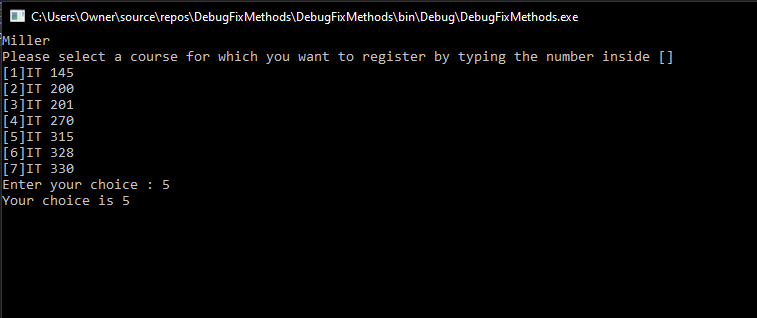 C:\Users\Owner\source\repos\DebugFixMethods\DebugFixMethods\bin\Debug\DebugFixMethods.exe
Miller
Please select a course for which you want to register by typing the number inside []
[1]IT 145
[2]IT 200
[3]IT 201
[4]IT 270
[5]IT 315
[6]IT 328
[7]IT 330
Enter your choice : 5
Your choice is 5